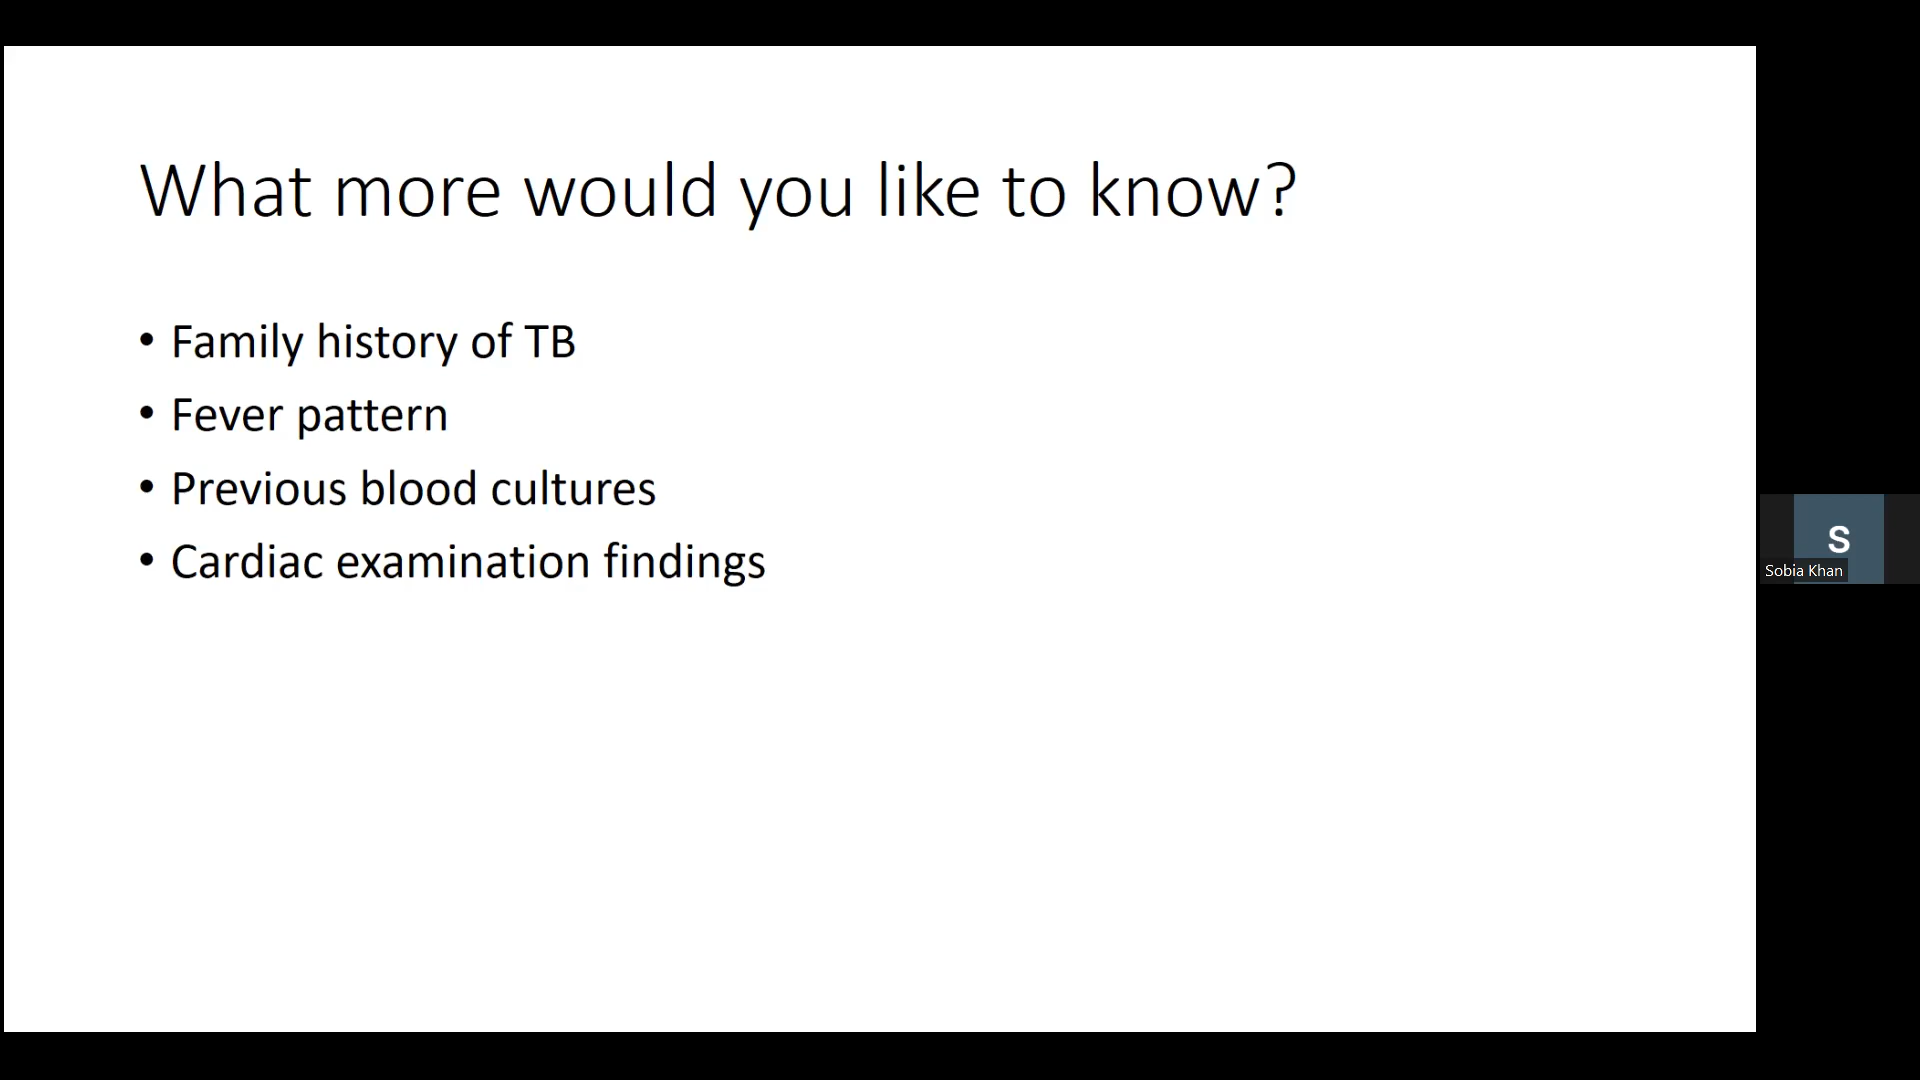 What more would you like to know?
• Family history of TB
• Fever pattern
• Previous blood cultures
• Cardiac examination findings
S
Sobia Khan